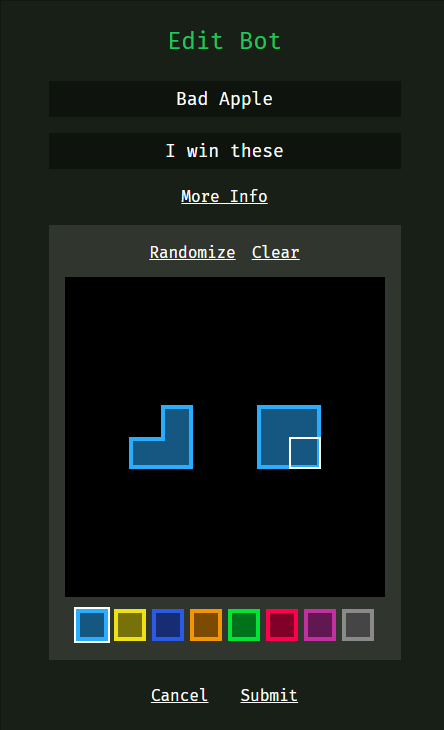 Edit Bot
Bad Apple
I win these
More Info
Randomize Clear
Cancel Submit